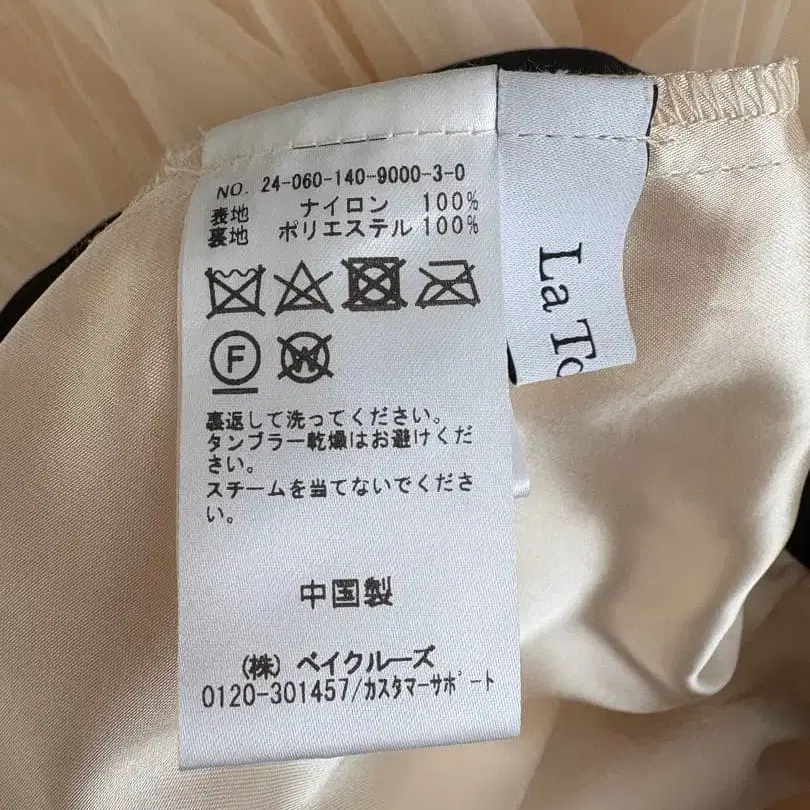 NO. 24-060-140-9000-3-0
表地 ナイロン 100%
裏地 ポリエステル 100%
F
W
裏返して洗ってください。
タンブラー乾燥はお避けくだ
さい。
スチームを当てないでくださ
い。
中国製
(株) ベイクルーズ
0120-301457/カスタマーサポート
La To